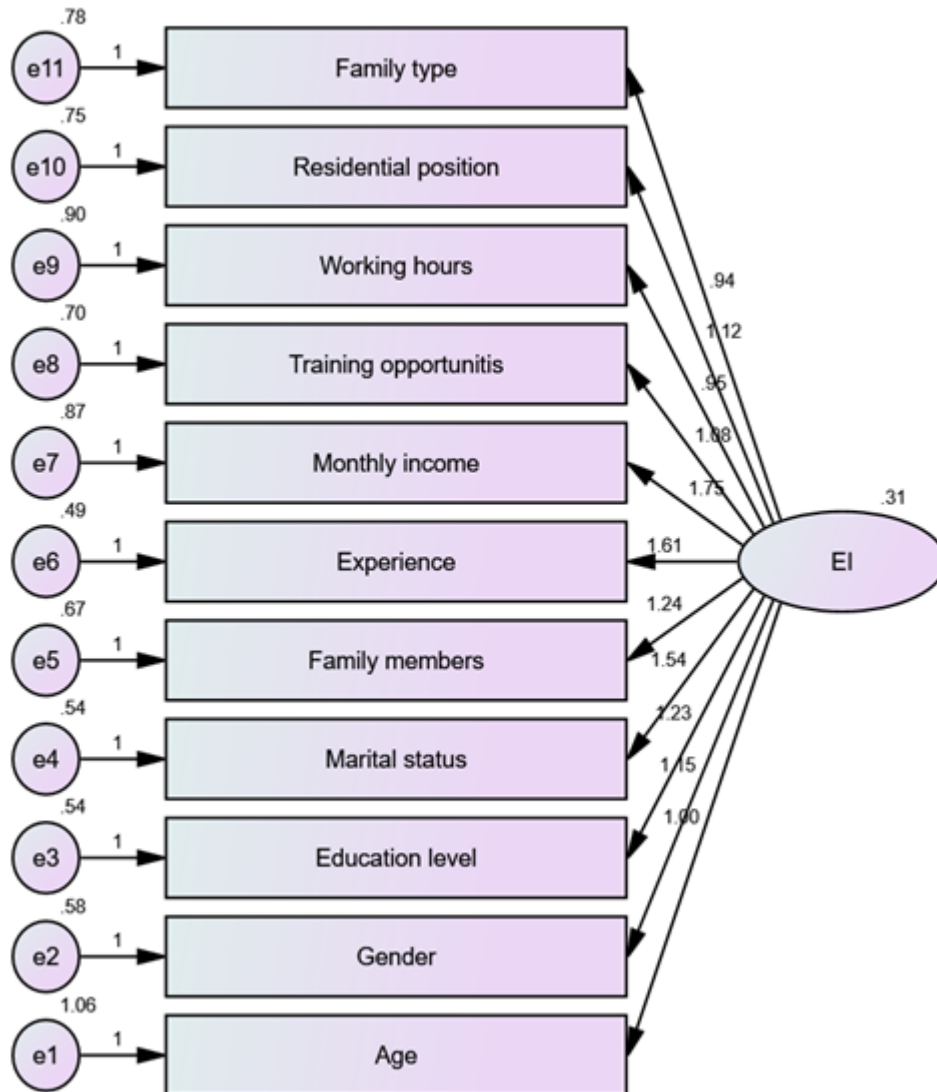 .78
e11 1 Family type
.75
e10 1 Residential position
.90
e9 1 Working hours
.94
.70
1.12
e8 1 Training opportunitis
.95
.87
1.08
e7 1 Monthly income
1.75
.49
.31
e6 1 Experience 1.61 EI
.67
1.24
e5 1 Family members 1.54
.54
1.23
e4 1 Marital status
1.15
.54
1.00
e3 1 Education level
.58
e2 1 Gender
1.06
e1 1 Age